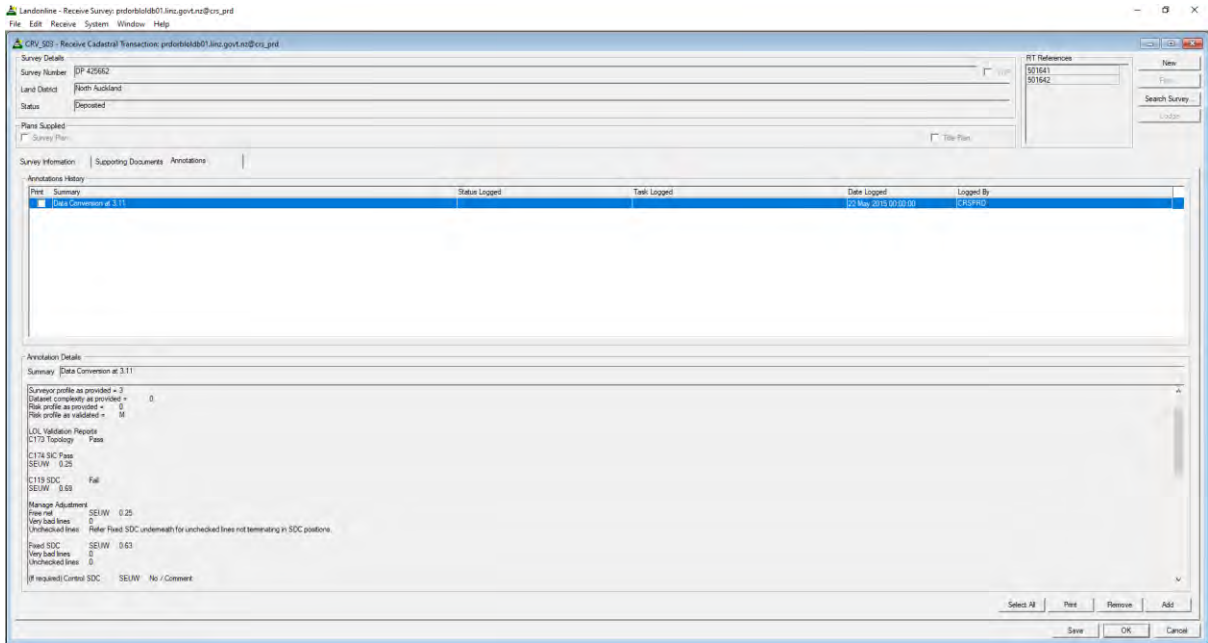 Landonline - Receive Survey: prdorbloldb01.linz.govt.nz@crs_prd
File Edit Receive System Window Help
CRV_S03 - Receive Cadastral Transaction: prdorbloldb01.linz.govt.nz@crs_prd
Survey Details
RT References
New
Survey Number DP 425662
501641
501642
Land District North Auckland
Search Survey...
Status Deposited
Plans Supplied
Survey Plan
Title Plan
Survey Information Supporting Documents Annotations
Annotations History
Print Summary Status Logged Task Logged Date Logged Logged By
Data Conversion at 3.11 22 May 2015 00:00:00 CRSPRD
Annotation Details
Summary Data Conversion at 3.11
Surveyor profile as provided = 3
Dataset complexity as provided = 0
Risk profile as provided = 0
Risk profile as validated = M
LOL Validation Reports
C173 Topology Pass
C174 SIC Pass
SEUW 0.25
C119 SDC Fail
SEUW 0.69
Manage Adjustment
Free net SEUW 0.25
Very bad lines 0
Unchecked lines Refer Fixed SDC underneath for unchecked lines not terminating in SDC positions.
Fixed SDC SEUW 0.63
Very bad lines 0
Unchecked lines 0
(If required) Control SDC SEUW No / Comment
Select All Print Remove Add
Save OK Cancel